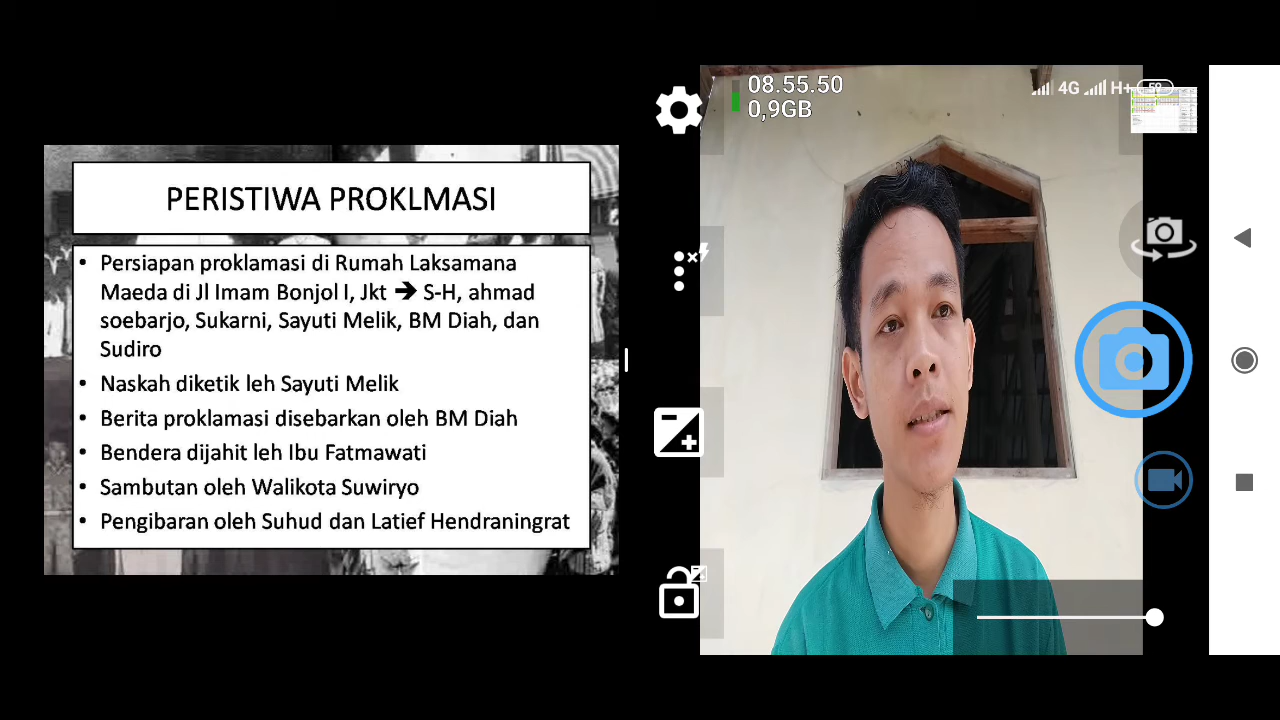 PERISTIWA PROKLMASI
• Persiapan proklamasi di Rumah Laksamana
Maeda di Jl Imam Bonjol I, Jkt ➔ S-H, ahmad
soebarjo, Sukarni, Sayuti Melik, BM Diah, dan
Sudiro
• Naskah diketik leh Sayuti Melik
• Berita proklamasi disebarkan oleh BM Diah
• Bendera dijahit leh Ibu Fatmawati
• Sambutan oleh Walikota Suwiryo
• Pengibaran oleh Suhud dan Latief Hendraningrat
08.55.50
0,9GB
4G H+ 59